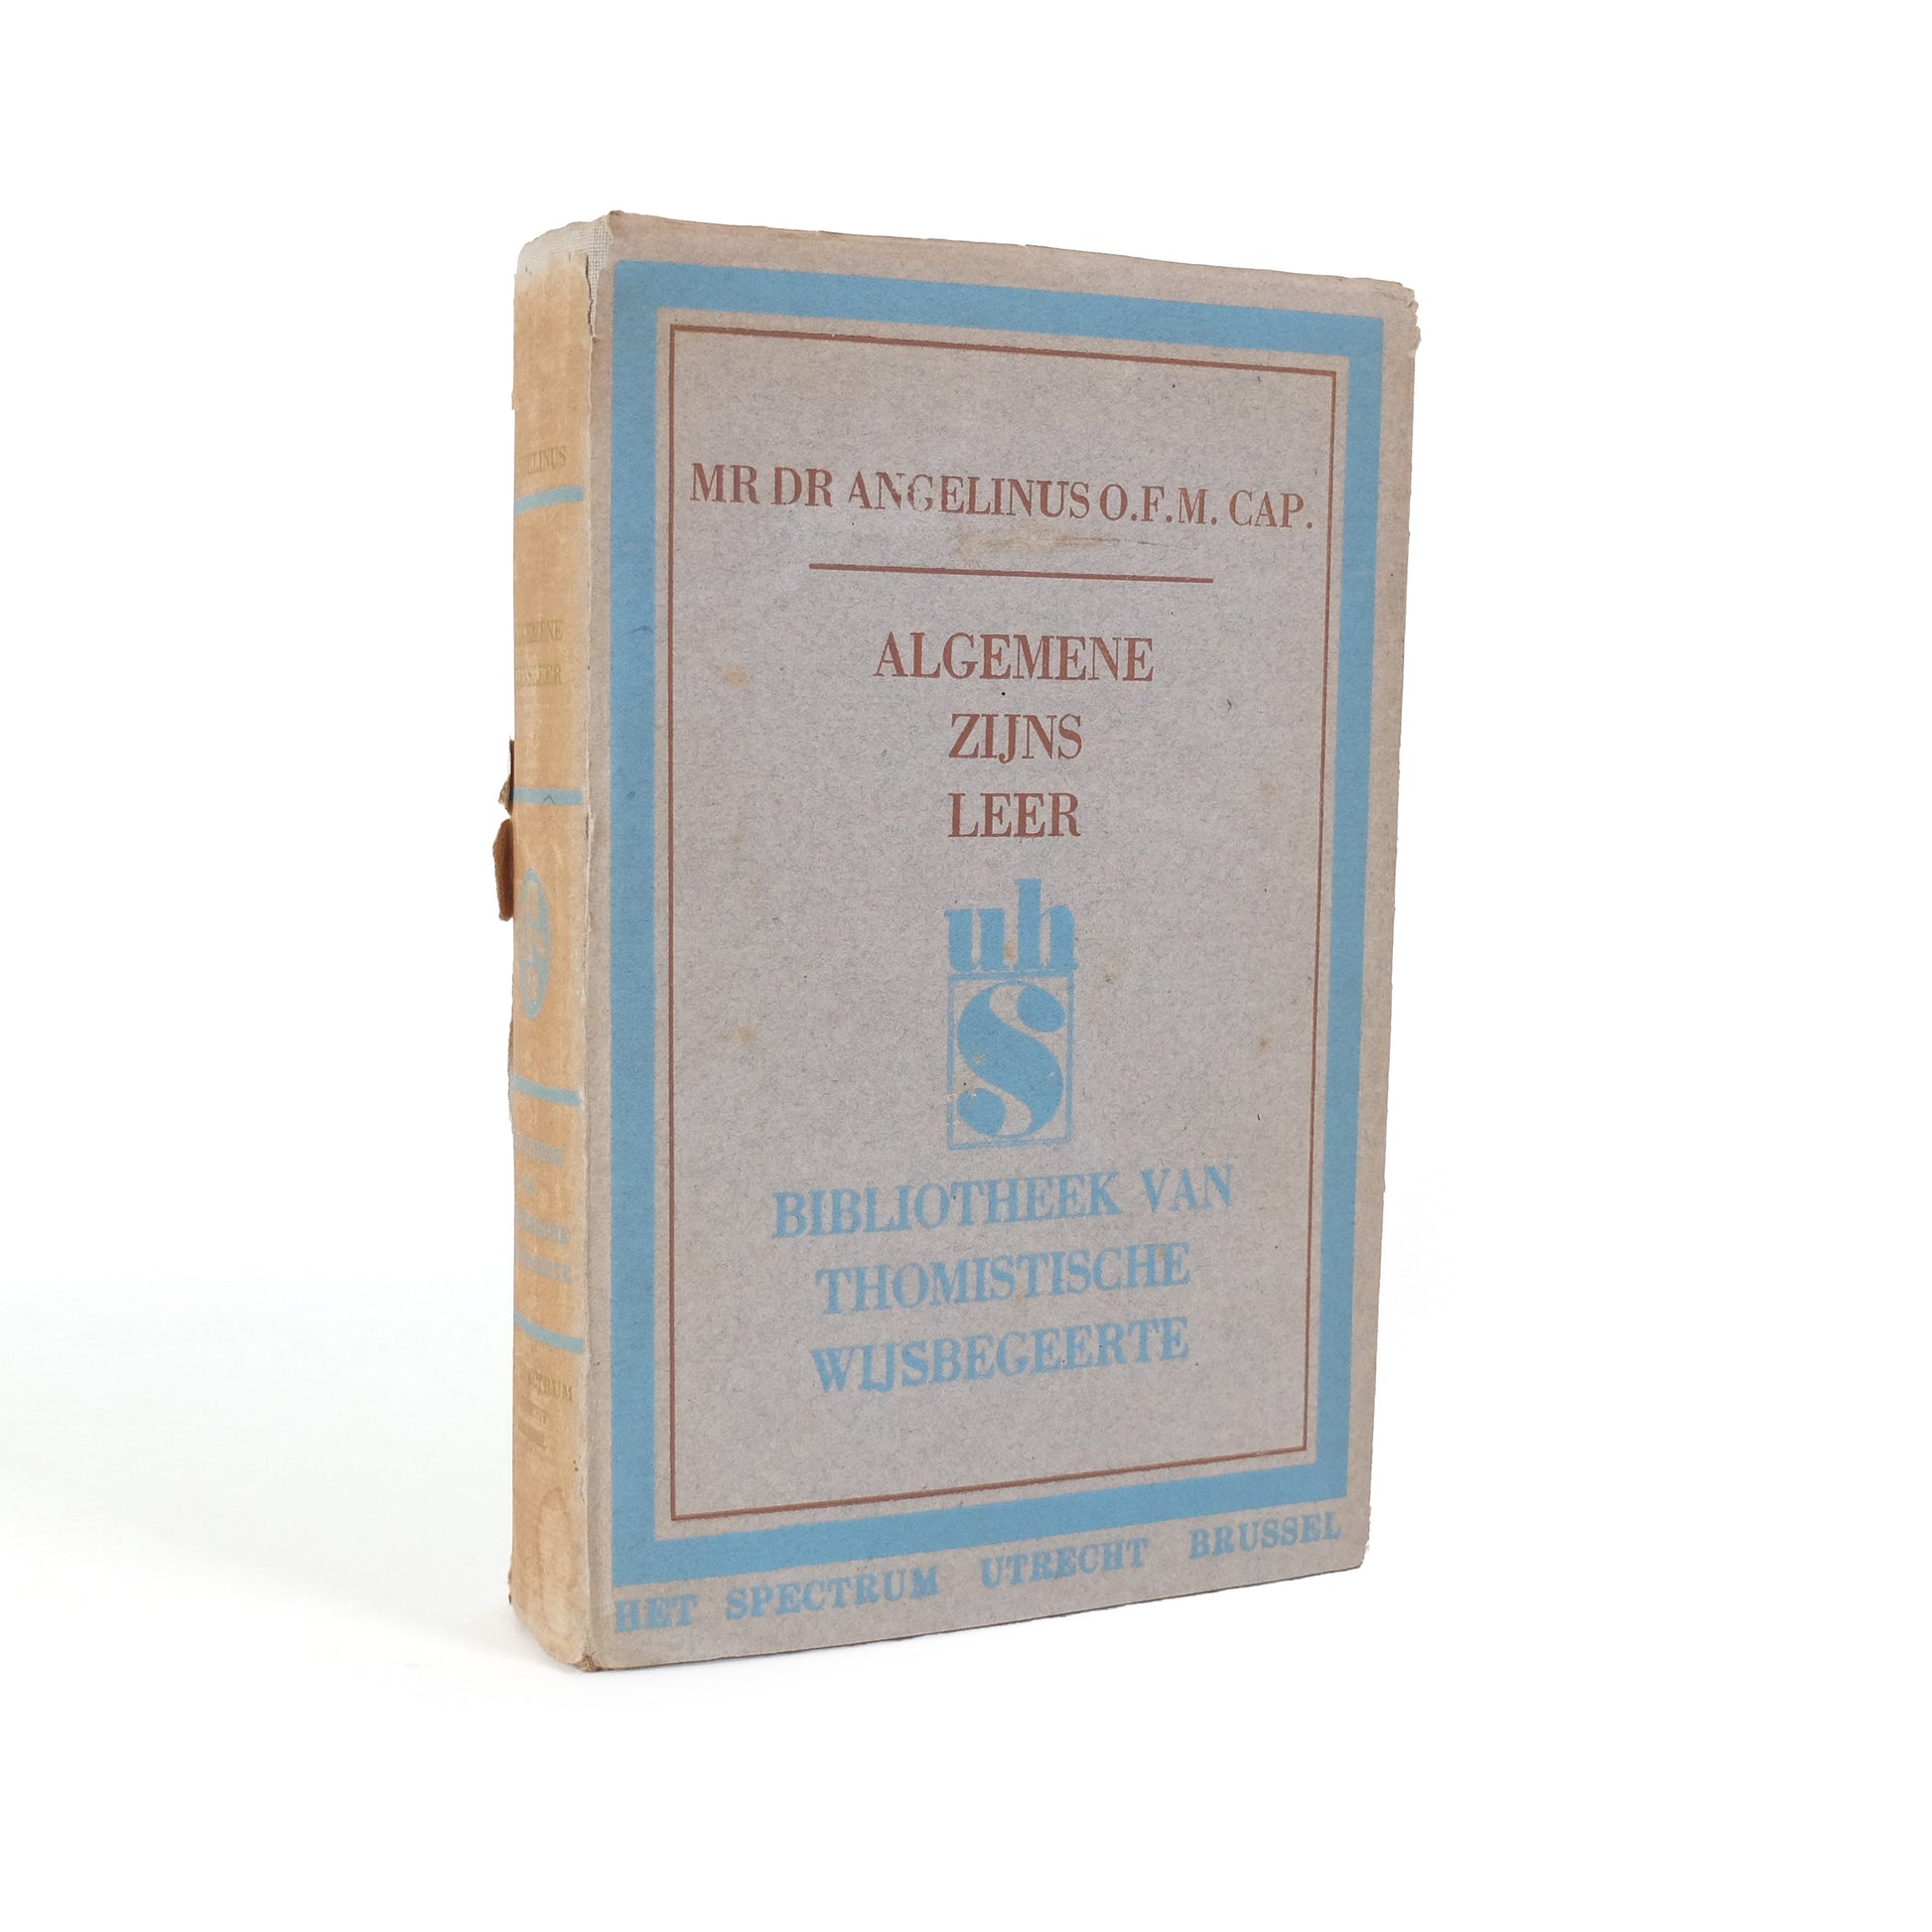 MR DR ANGELINUS O.F.M. CAP.
ALGEMENE
ZIJNS
LEER
uh
S
BIBLIOTHEEK VAN
THOMISTISCHE
WIJSBEGEERTE
HET SPECTRUM UTRECHT BRUSSEL